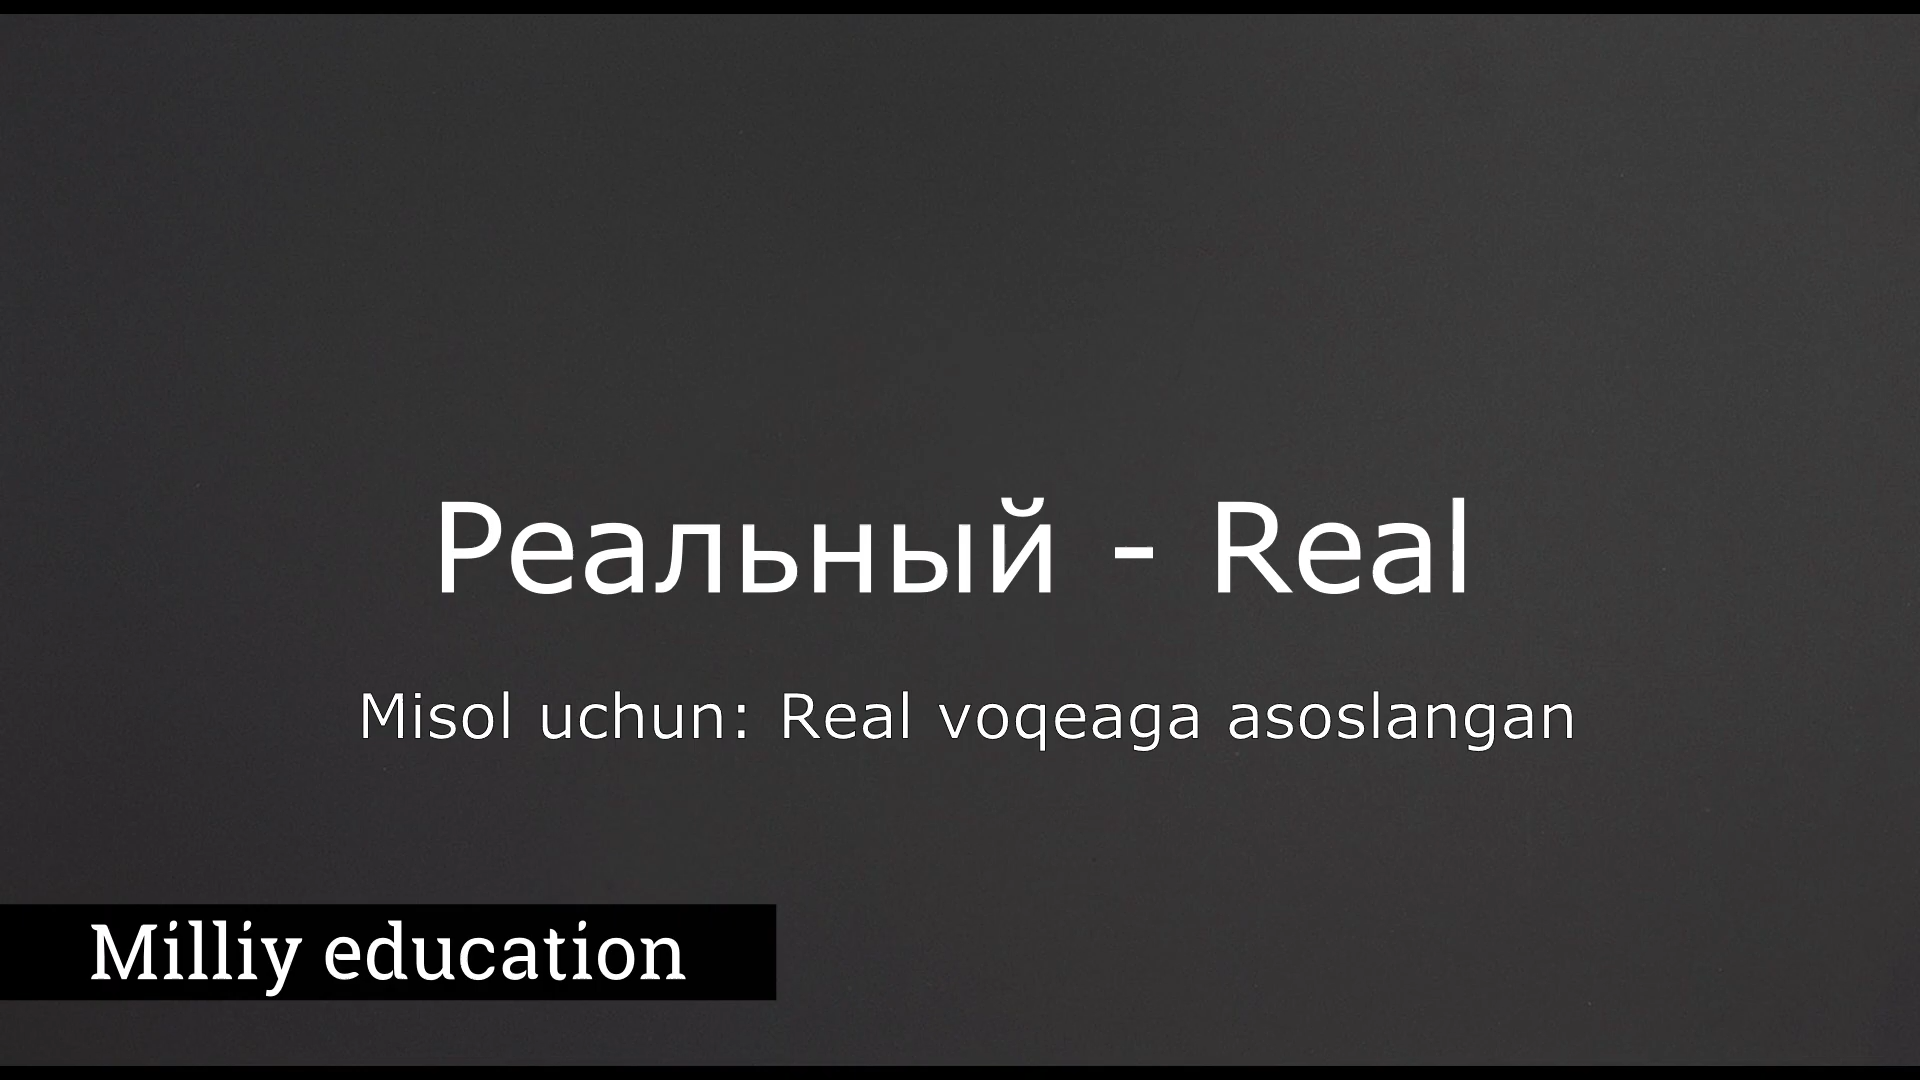 Реальный - Real
Misol uchun: Real voqeaga asoslangan
Milliy education